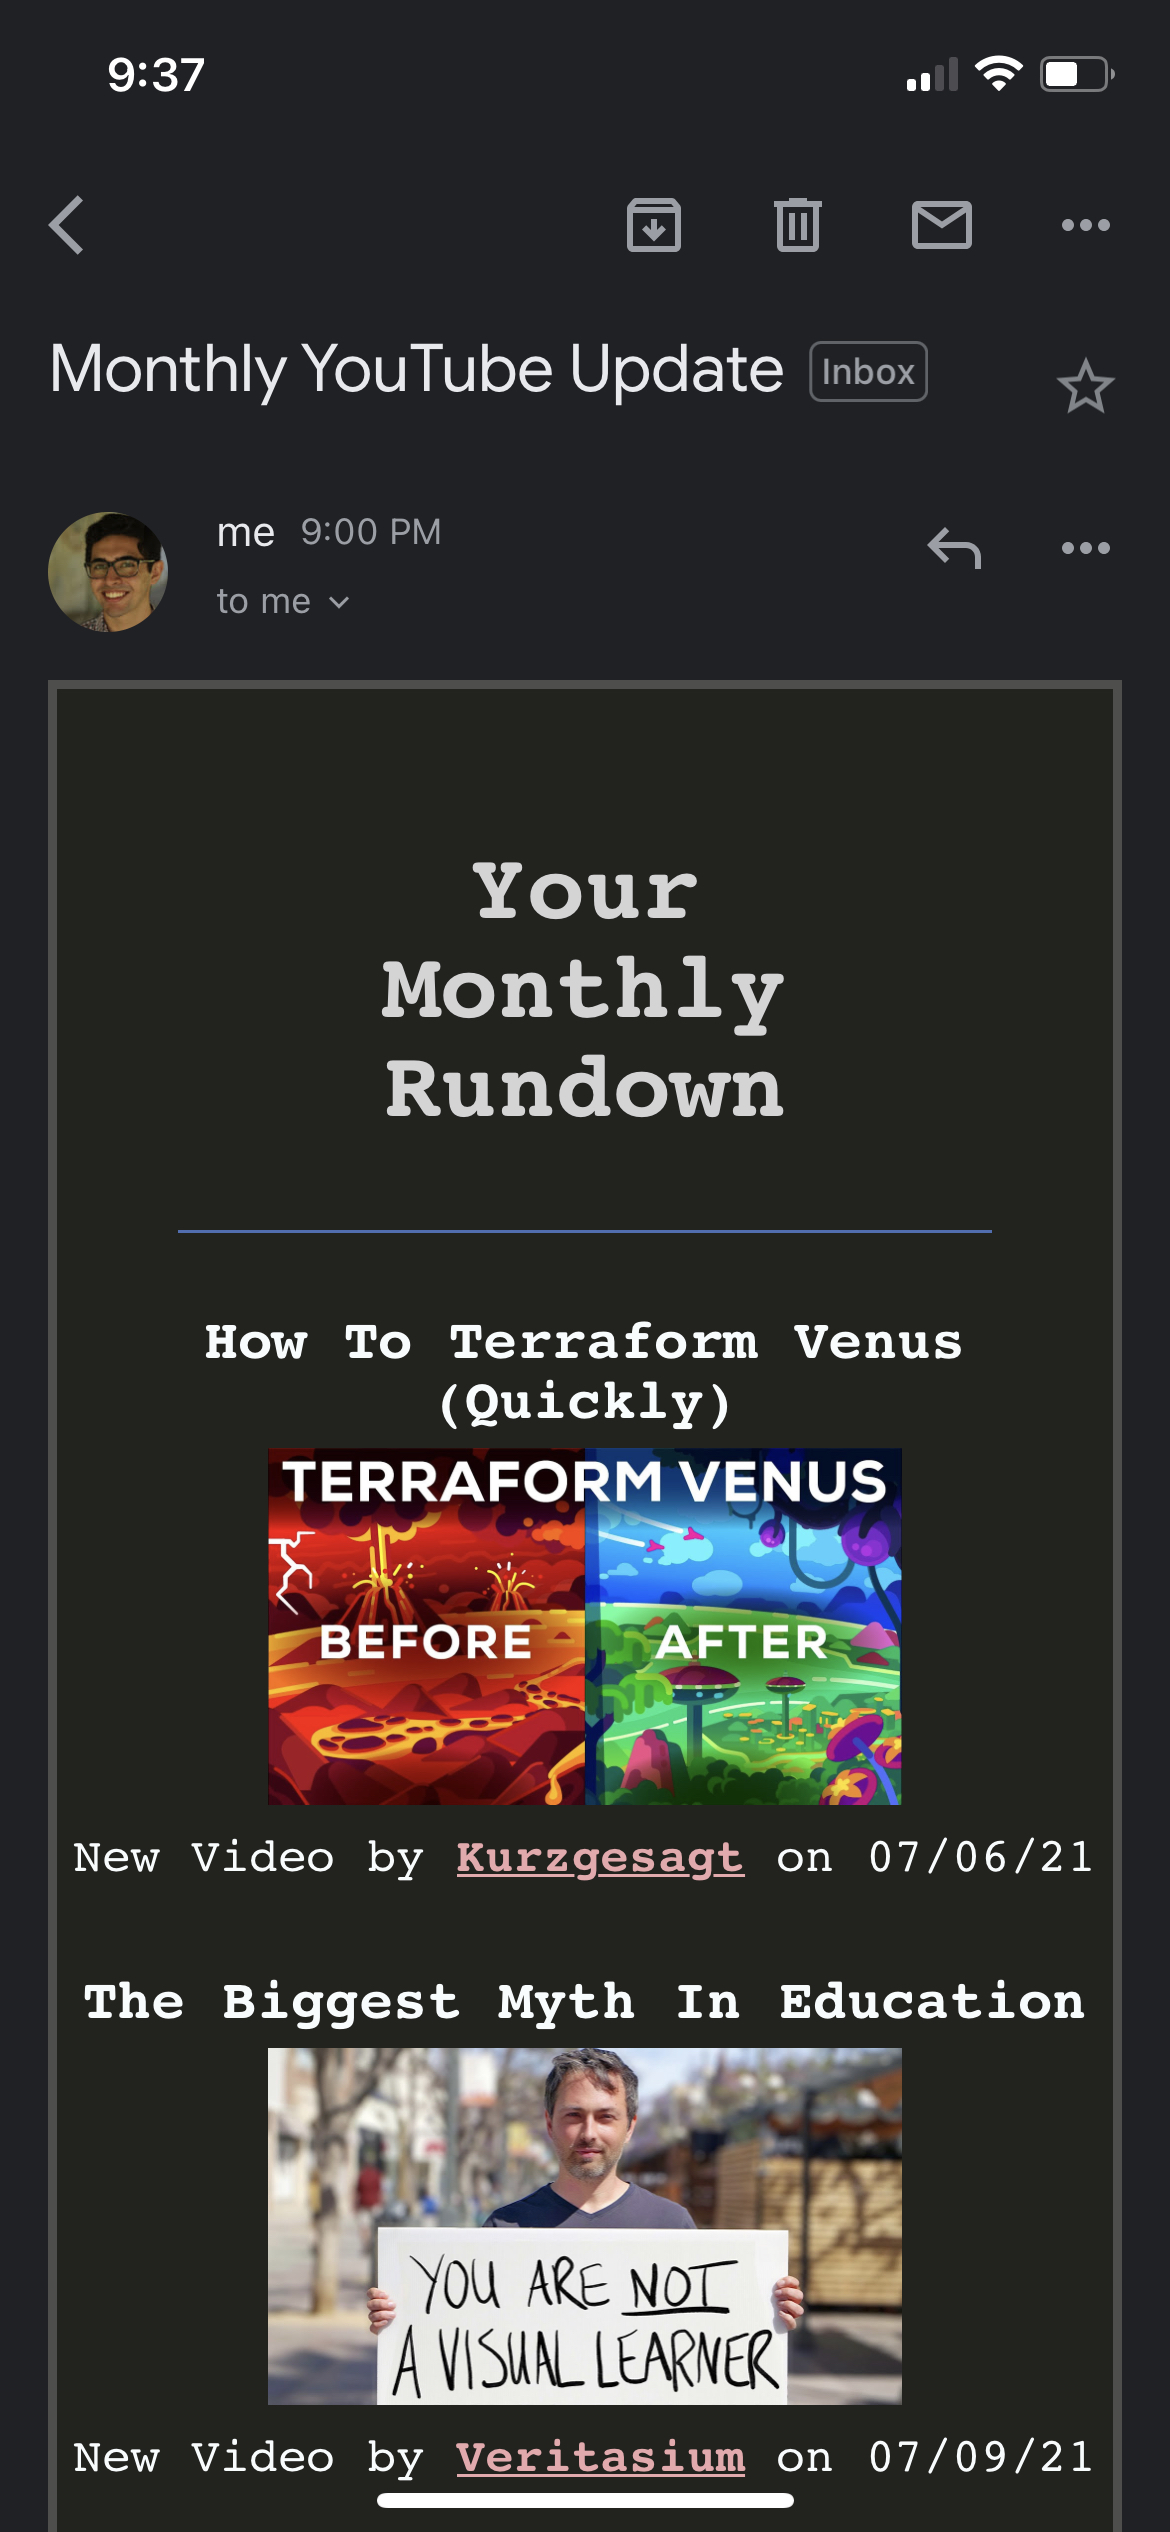 9:37
Monthly YouTube Update Inbox
me 9:00 PM
to me
Your
Monthly
Rundown
How To Terraform Venus
(Quickly)
TERRAFORM VENUS
BEFORE AFTER
New Video by Kurzgesagt on 07/06/21
The Biggest Myth In Education
YOU ARE NOT
A VISUAL LEARNER
New Video by Veritasium on 07/09/21